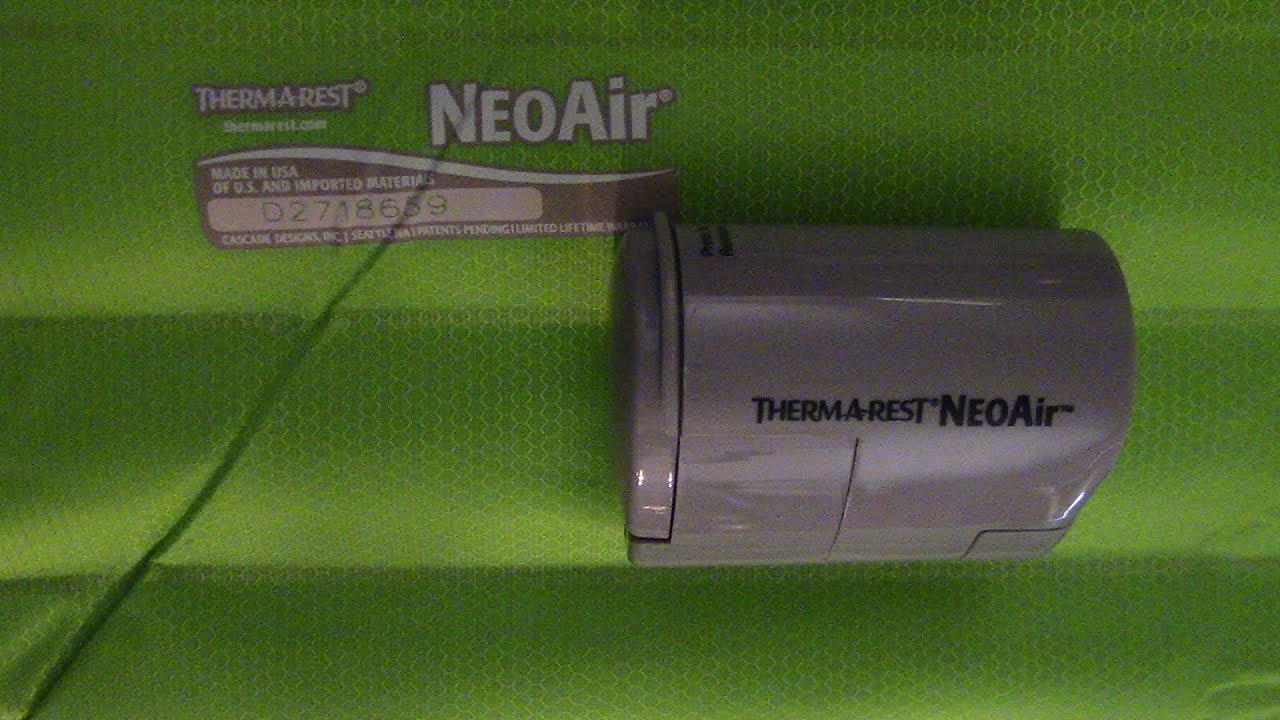 THERM-A-REST®
thermarest.com
NEOAir®
MADE IN USA
OF U.S. AND IMPORTED MATERIALS
D2718659
CASCADE DESIGNS, INC. | SEATTLE, WA | PATENTS PENDING | LIMITED LIFETIME
THERM-A-REST® NEOAir™